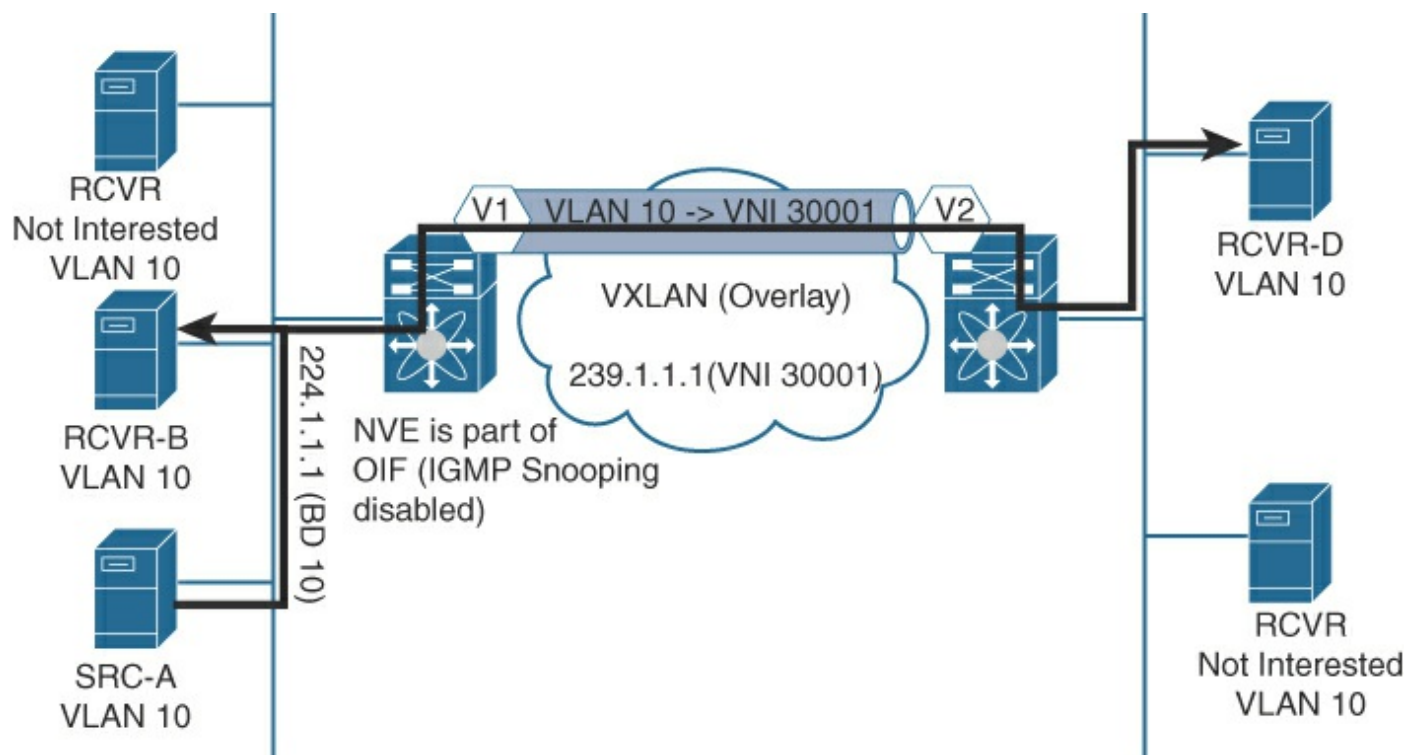 RCVR
Not Interested
VLAN 10
RCVR-B
VLAN 10
SRC-A
VLAN 10
224.1.1.1 (BD 10)
NVE is part of
OIF (IGMP Snooping
disabled)
V1
VLAN 10 -> VNI 30001
V2
VXLAN (Overlay)
239.1.1.1(VNI 30001)
RCVR-D
VLAN 10
RCVR
Not Interested
VLAN 10